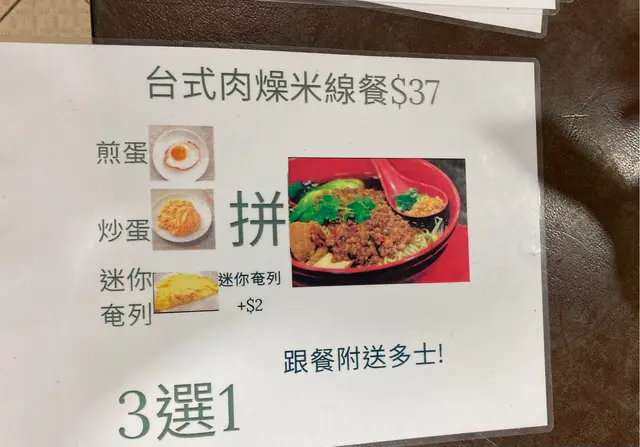 台式肉燥米線餐$37
煎蛋
炒蛋
拼
迷你
奄列
迷你奄列
+$2
跟餐附送多士!
3選1